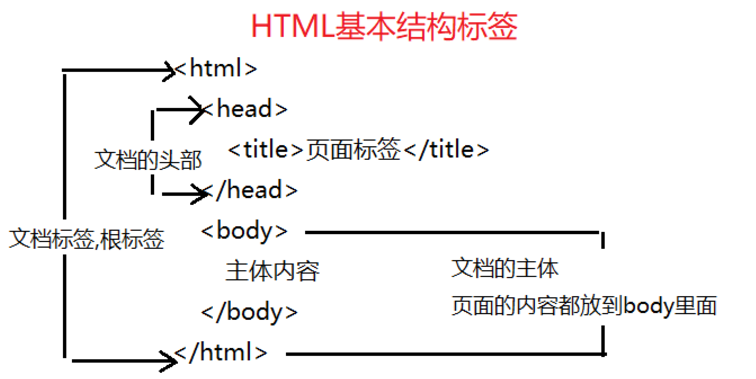 HTML基本结构标签
<html>
<head>
<title>页面标签</title>
文档的头部
</head>
<body>
文档标签,根标签
主体内容
文档的主体
页面的内容都放到body里面
</body>
</html>